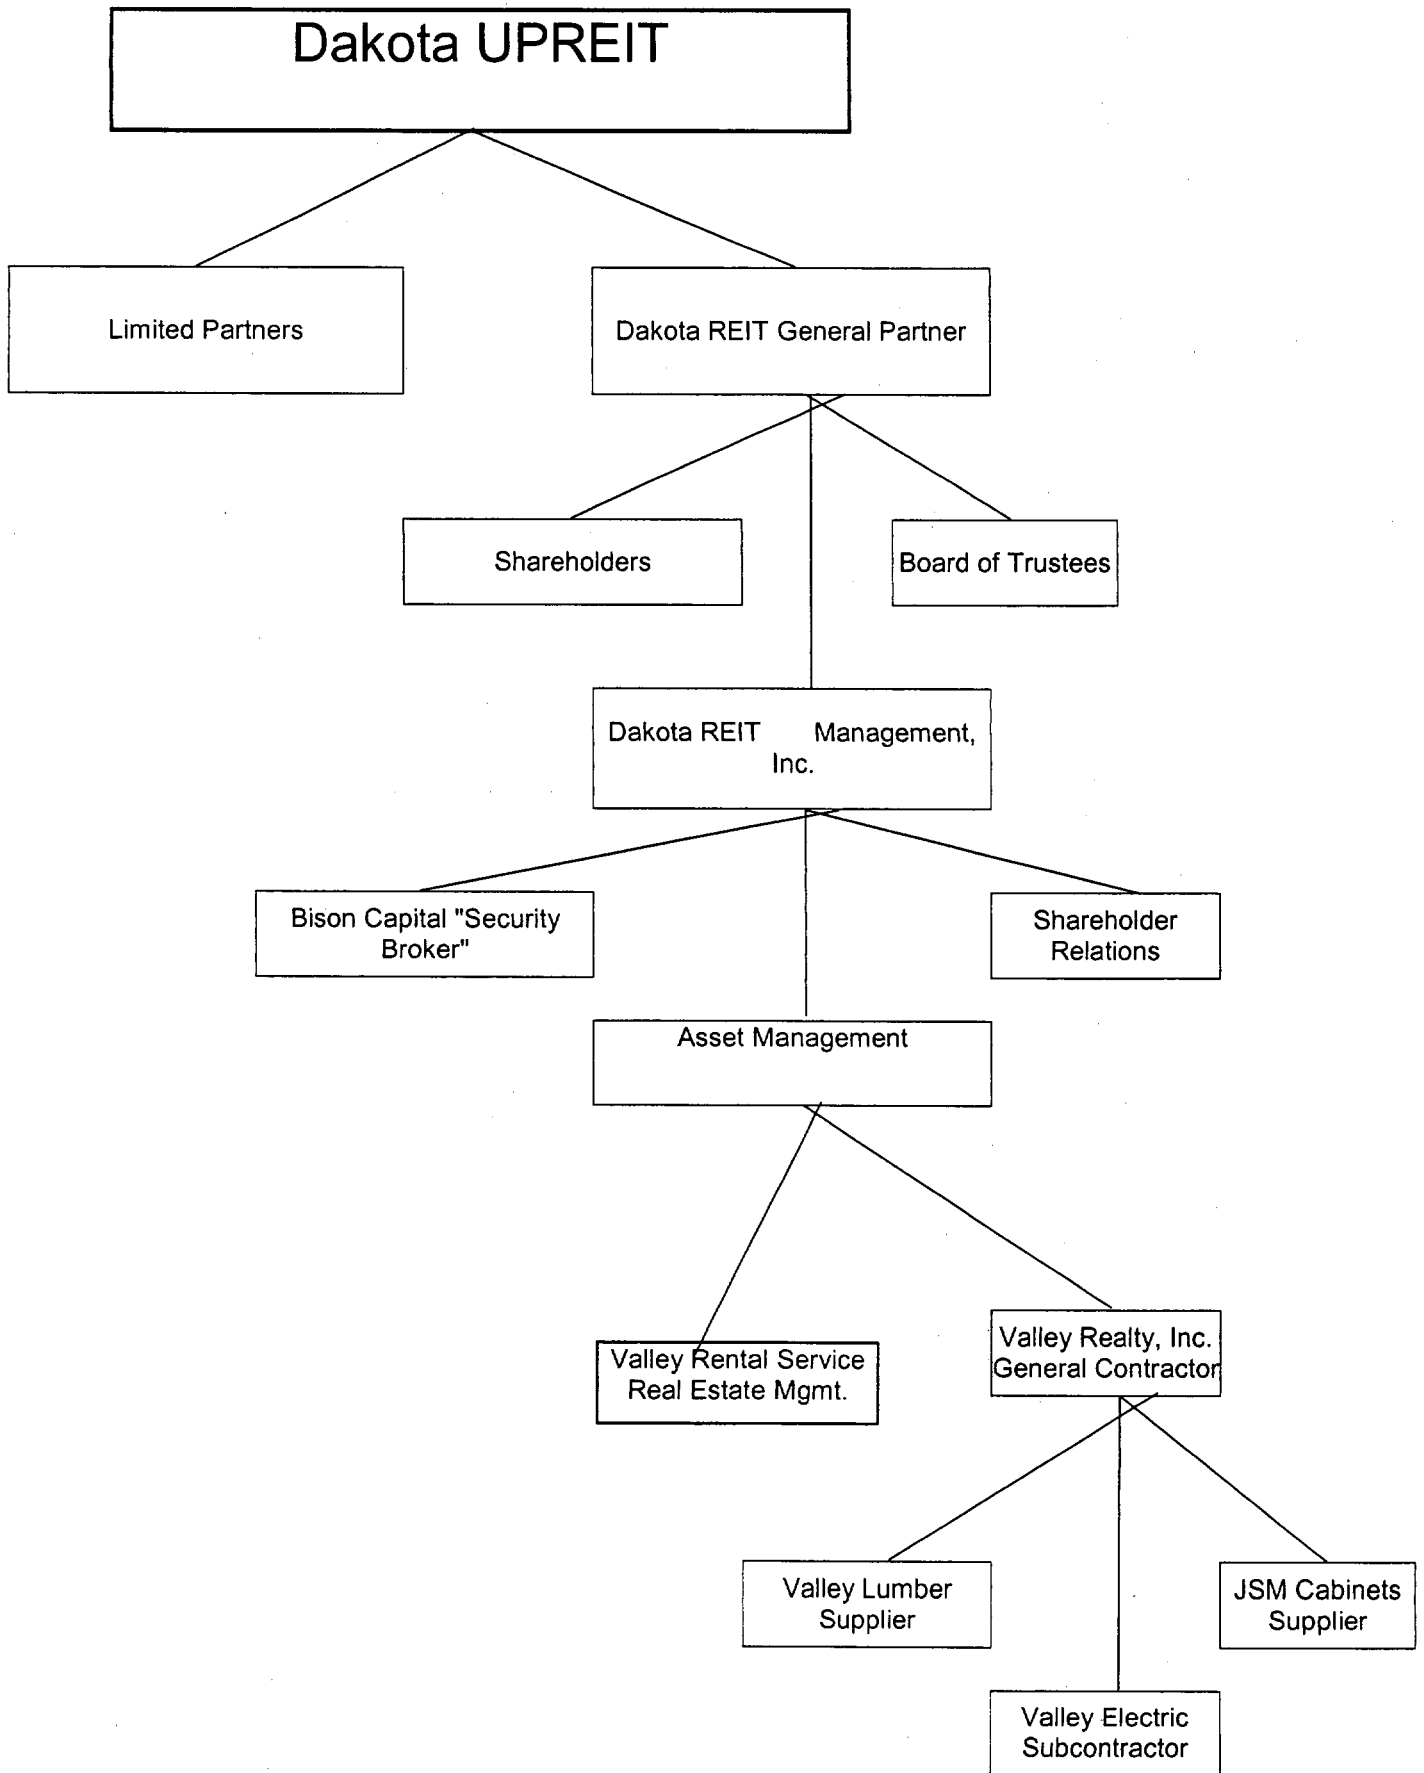 Dakota UPREIT
Limited Partners
Dakota REIT General Partner
Shareholders
Board of Trustees
Dakota REIT Management,
Inc.
Bison Capital "Security
Broker"
Shareholder
Relations
Asset Management
Valley Rental Service
Real Estate Mgmt.
Valley Realty, Inc.
General Contractor
Valley Lumber
Supplier
JSM Cabinets
Supplier
Valley Electric
Subcontractor